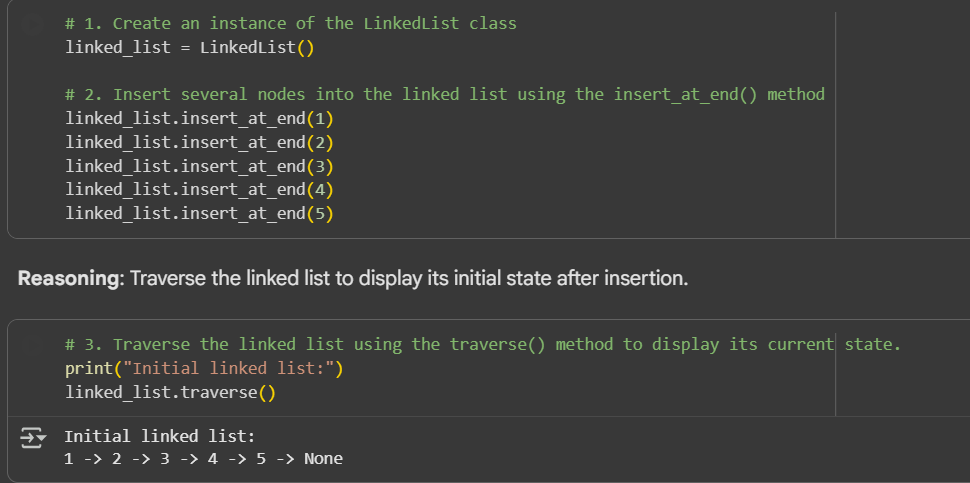 # 1. Create an instance of the LinkedList class
linked_list = LinkedList()
# 2. Insert several nodes into the linked list using the insert_at_end() method
linked_list.insert_at_end(1)
linked_list.insert_at_end(2)
linked_list.insert_at_end(3)
linked_list.insert_at_end(4)
linked_list.insert_at_end(5)
Reasoning: Traverse the linked list to display its initial state after insertion.
# 3. Traverse the linked list using the traverse() method to display its current state.
print("Initial linked list:")
linked_list.traverse()
Initial linked list:
1 -> 2 -> 3 -> 4 -> 5 -> None